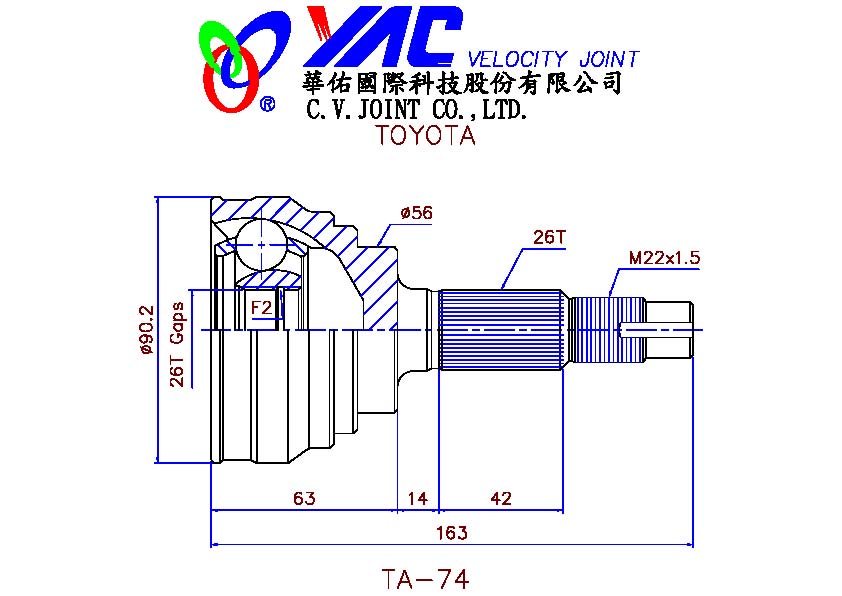 YAC VELOCITY JOINT
®
華佑國際科技股份有限公司
C.V.JOINT CO.,LTD.
TOYOTA
ø56
26T
M22x1.5
F2
ø90.2
26T Gaps
63 14 42
163
TA-74